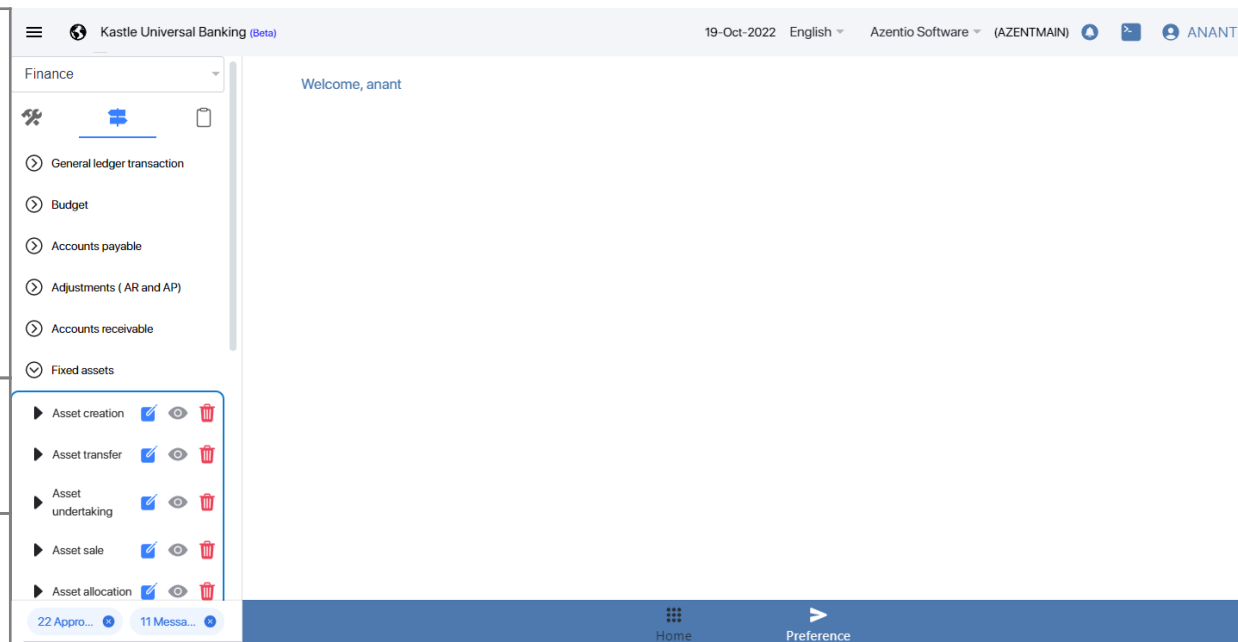 Kastle Universal Banking (Beta)
19-Oct-2022 English Azentio Software (AZENTMAIN) ANANT
Finance
Welcome, anant
General ledger transaction
Budget
Accounts payable
Adjustments ( AR and AP)
Accounts receivable
Fixed assets
Asset creation
Asset transfer
Asset
undertaking
Asset sale
Asset allocation
22 Appro... 11 Messa...
Home Preference